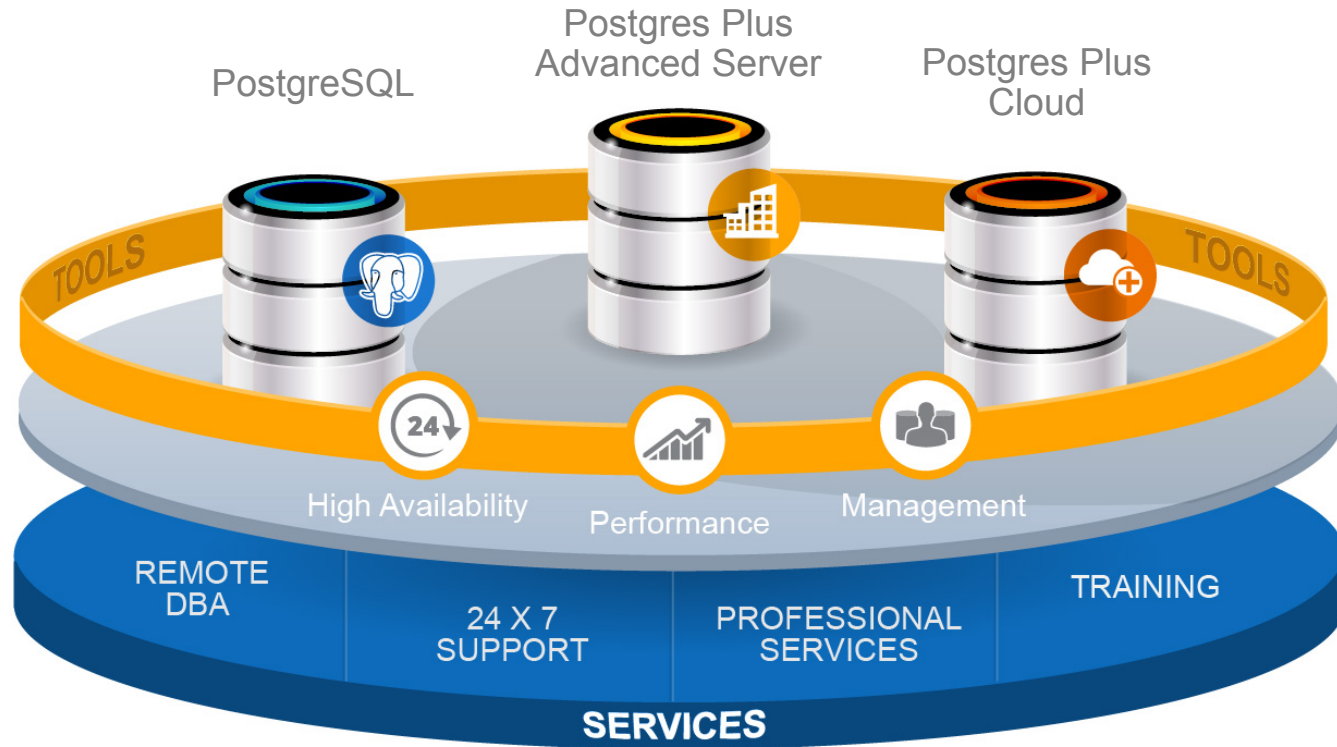 Postgres Plus
Advanced Server
PostgreSQL
Postgres Plus
Cloud
TOOLS
TOOLS
24
High Availability
Performance
Management
REMOTE
DBA
24 X 7
SUPPORT
PROFESSIONAL
SERVICES
TRAINING
SERVICES